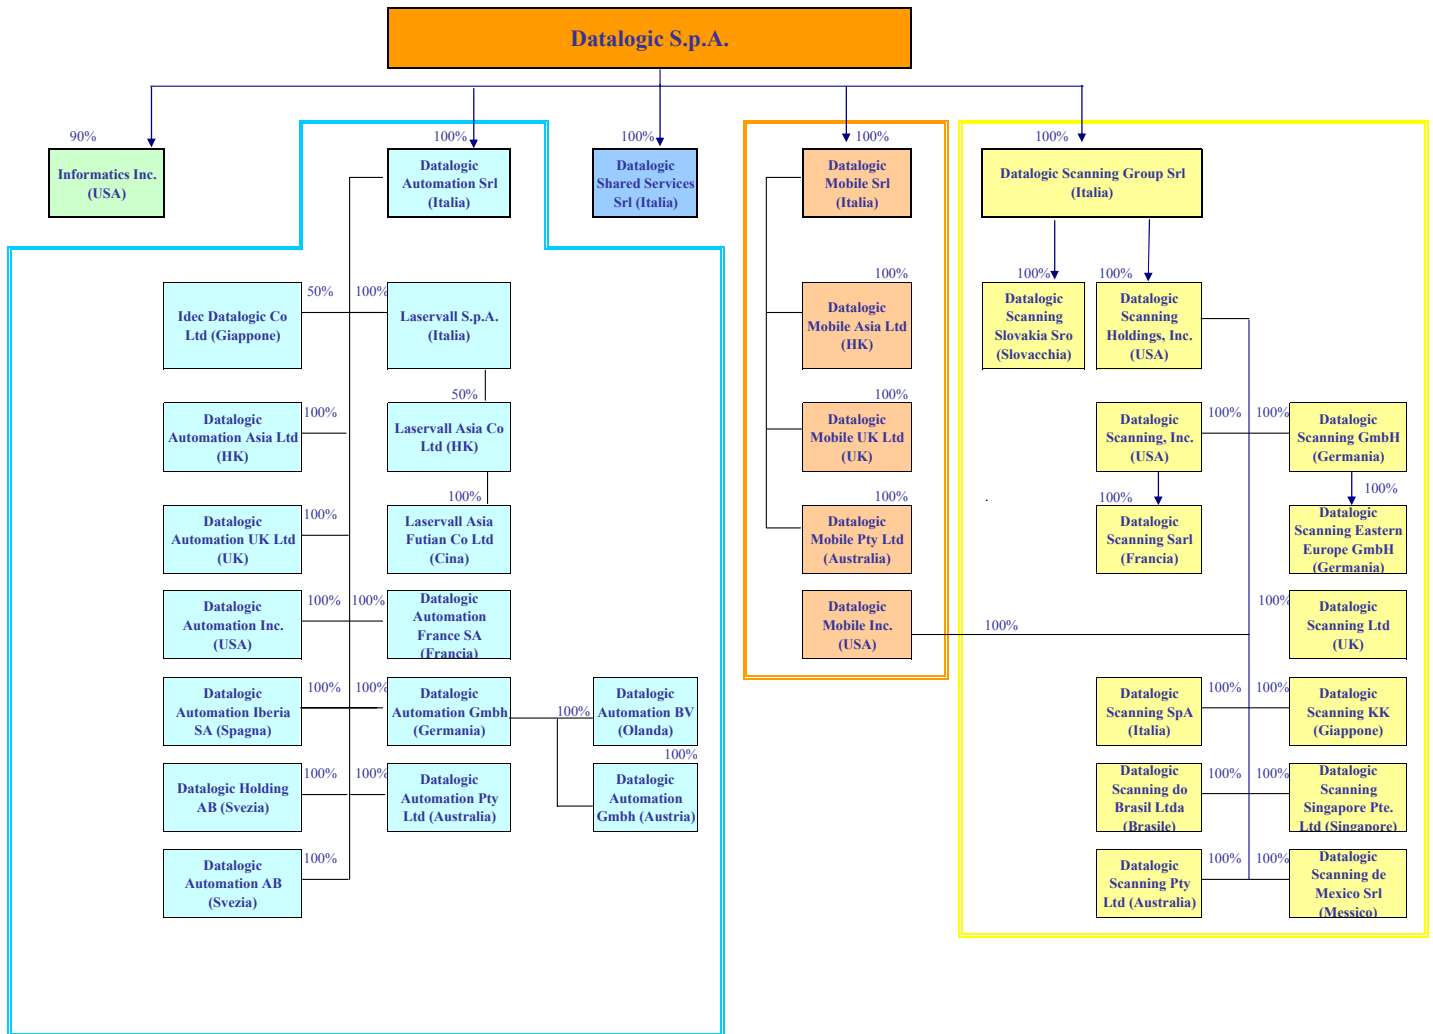 Datalogic S.p.A.
90%
100%
100%
100%
100%
Informatics Inc.
(USA)
Datalogic
Automation Srl
(Italia)
Datalogic
Shared Services
Srl (Italia)
Datalogic
Mobile Srl
(Italia)
Datalogic Scanning Group Srl
(Italia)
50%
100%
100%
100%
100%
Idec Datalogic Co
Ltd (Giappone)
Laservall S.p.A.
(Italia)
Datalogic
Mobile Asia Ltd
(HK)
Datalogic
Scanning
Slovakia Sro
(Slovacchia)
Datalogic
Scanning
Holdings, Inc.
(USA)
50%
100%
100%
100%
100%
Datalogic
Automation Asia Ltd
(HK)
Laservall Asia Co
Ltd (HK)
Datalogic
Mobile UK Ltd
(UK)
Datalogic
Scanning, Inc.
(USA)
Datalogic
Scanning GmbH
(Germania)
100%
100%
100%
100%
100%
Datalogic
Automation UK Ltd
(UK)
Laservall Asia
Futian Co Ltd
(Cina)
Datalogic
Mobile Pty Ltd
(Australia)
.
Datalogic
Scanning Sarl
(Francia)
Datalogic
Scanning Eastern
Europe GmbH
(Germania)
100%
100%
100%
100%
Datalogic
Automation Inc.
(USA)
Datalogic
Automation
France SA
(Francia)
Datalogic
Mobile Inc.
(USA)
Datalogic
Scanning Ltd
(UK)
100%
100%
100%
100%
100%
Datalogic
Automation Iberia
SA (Spagna)
Datalogic
Automation Gmbh
(Germania)
Datalogic
Automation BV
(Olanda)
Datalogic
Scanning SpA
(Italia)
Datalogic
Scanning KK
(Giappone)
100%
100%
100%
100%
100%
Datalogic Holding
AB (Svezia)
Datalogic
Automation Pty
Ltd (Australia)
Datalogic
Automation
Gmbh (Austria)
Datalogic
Scanning do
Brasil Ltda
(Brasile)
Datalogic
Scanning
Singapore Pte.
Ltd (Singapore)
100%
100%
100%
Datalogic
Automation AB
(Svezia)
Datalogic
Scanning Pty
Ltd (Australia)
Datalogic
Scanning de
Mexico Srl
(Messico)